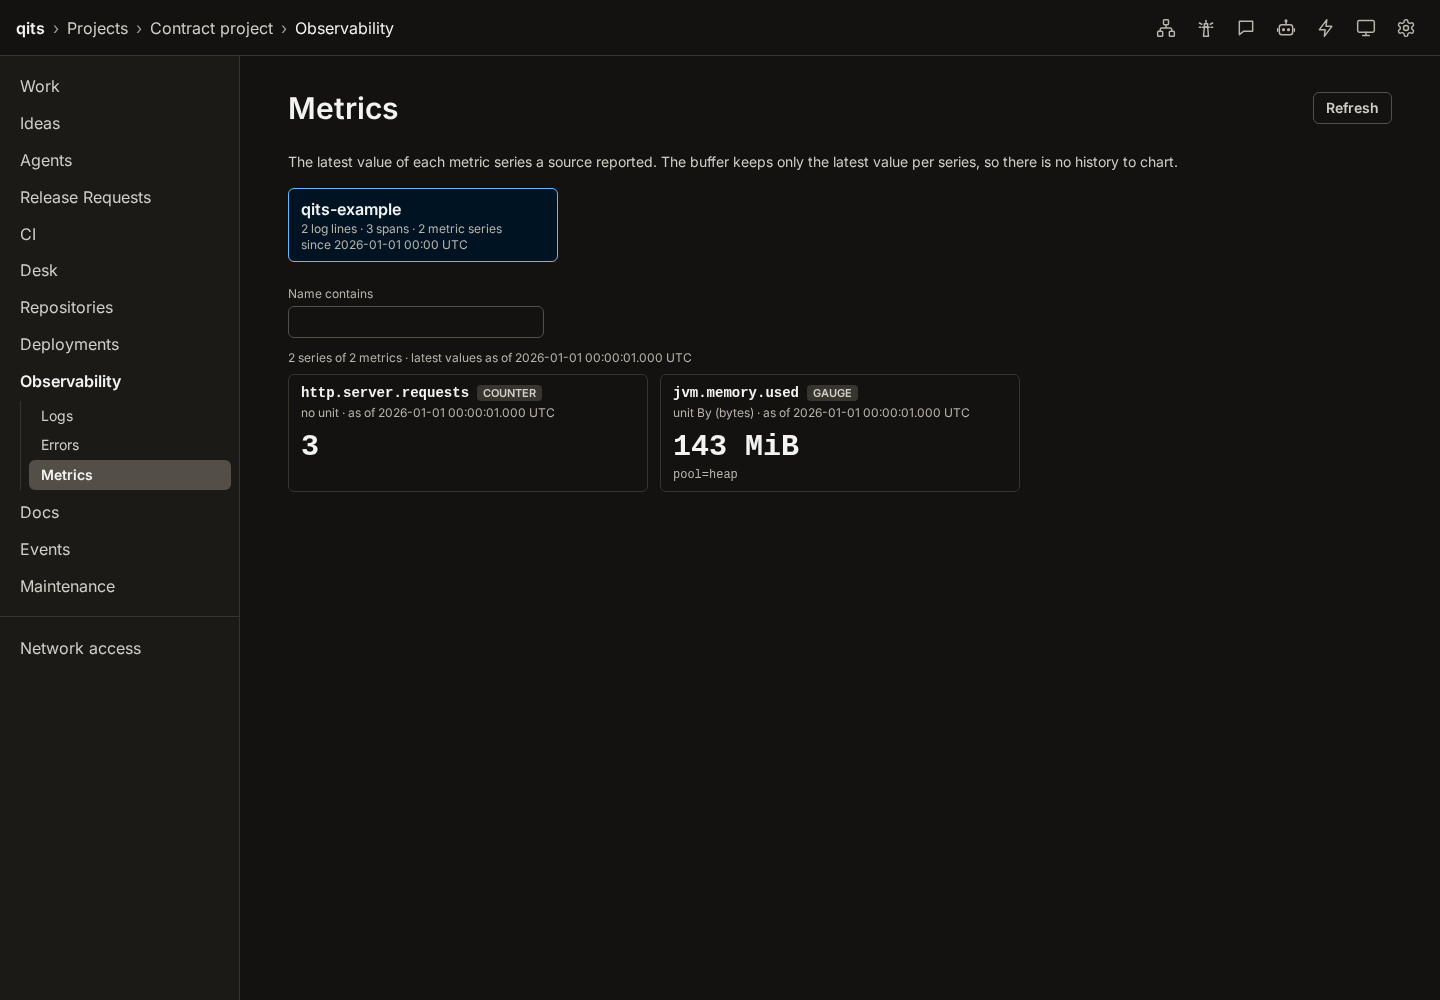 qits › Projects › Contract project › Observability
Work
Ideas
Agents
Release Requests
CI
Desk
Repositories
Deployments
Observability
Logs
Errors
Metrics
Docs
Events
Maintenance
Network access
Metrics
Refresh
The latest value of each metric series a source reported. The buffer keeps only the latest value per series, so there is no history to chart.
qits-example
2 log lines · 3 spans · 2 metric series
since 2026-01-01 00:00 UTC
Name contains
2 series of 2 metrics · latest values as of 2026-01-01 00:00:01.000 UTC
http.server.requests COUNTER
no unit · as of 2026-01-01 00:00:01.000 UTC
3
jvm.memory.used GAUGE
unit By (bytes) · as of 2026-01-01 00:00:01.000 UTC
143 MiB
pool=heap